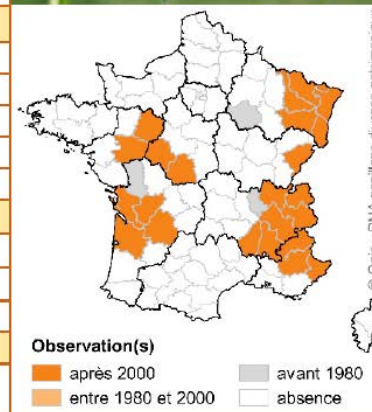 Observation(s)
après 2000
avant 1980
entre 1980 et 2000
absence